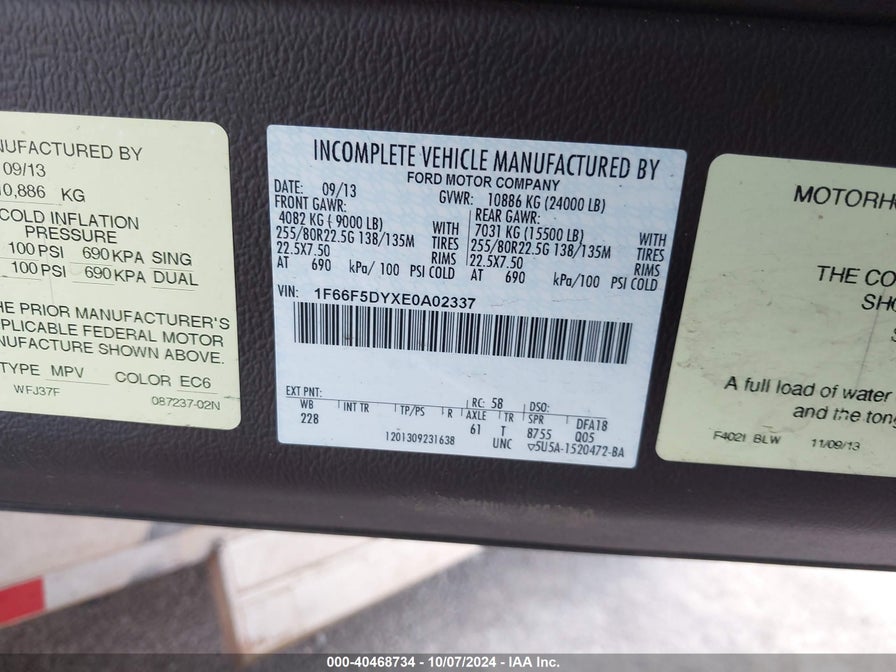 NUFACTURED BY
09/13
10,886 KG
COLD INFLATION
PRESSURE
100 PSI 690 KPA SING
100 PSI 690 KPA DUAL
HE PRIOR MANUFACTURER'S
PPLICABLE FEDERAL MOTOR
ANUFACTURE SHOWN ABOVE.
TYPE MPV COLOR EC6
WFJ37F 087237-02N
INCOMPLETE VEHICLE MANUFACTURED BY
FORD MOTOR COMPANY
DATE: 09/13 GVWR: 10886 KG (24000 LB)
FRONT GAWR: REAR GAWR:
4082 KG ( 9000 LB) WITH 7031 KG (15500 LB) WITH
255/80R22.5G 138/135M TIRES 255/80R22.5G 138/135M TIRES
22.5X7.50 RIMS 22.5X7.50 RIMS
AT 690 kPa/ 100 PSI COLD AT 690 kPa/100 PSI COLD
VIN: 1F66F5DYXE0A02337
EXT PNT: RC: 58 DSO:
WB INT TR TP/PS R AXLE TR SPR DFA18
228 61 T 8755 Q05
1201309231638 UNC ▽5U5A-1520472-BA
MOTORH
THE CO
SHO
S
A full load of water
and the tong
F4021 BLW 11/09/13
000-40468734 - 10/07/2024 - IAA Inc.